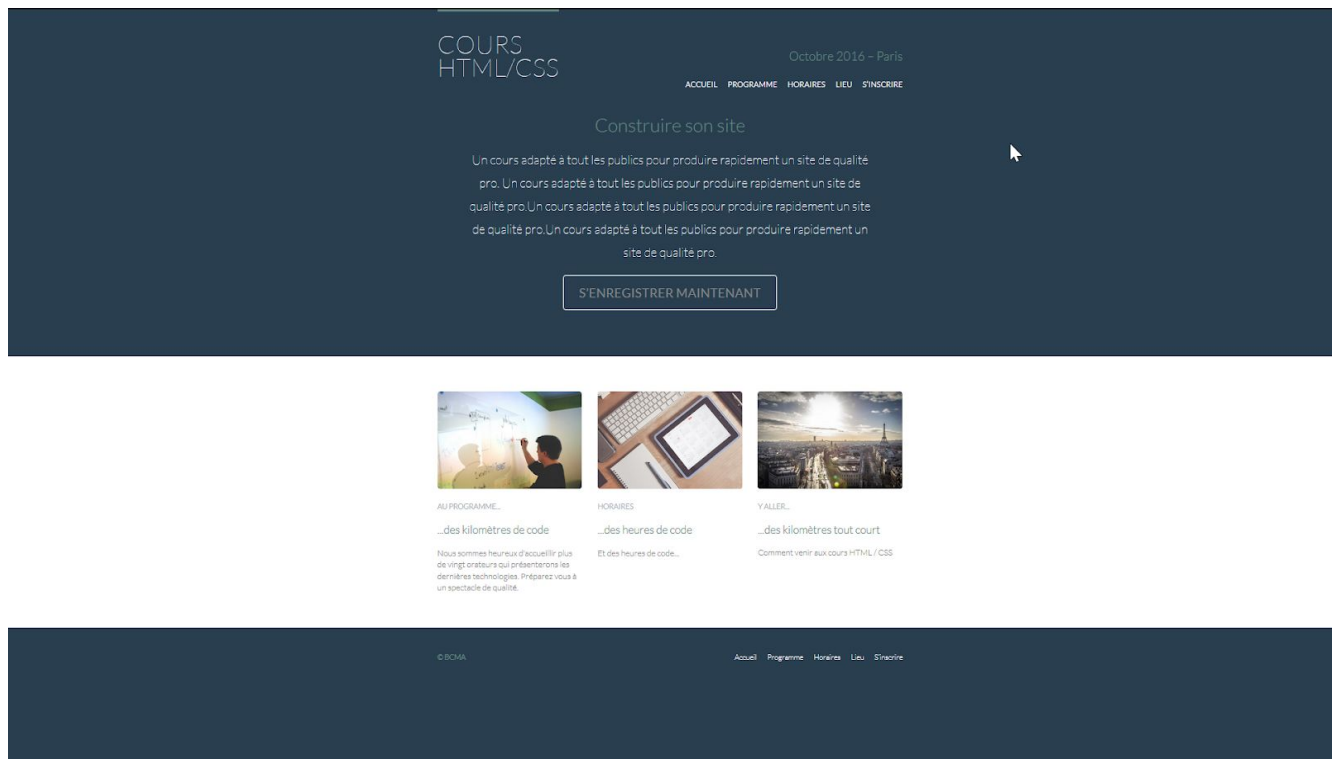 COURS
HTML/CSS
Octobre 2016 – Paris
ACCUEIL PROGRAMME HORAIRES LIEU S'INSCRIRE
Construire son site
Un cours adapté à tout les publics pour produire rapidement un site de qualité
pro. Un cours adapté à tout les publics pour produire rapidement un site de
qualité pro.Un cours adapté à tout les publics pour produire rapidement un site
de qualité pro.Un cours adapté à tout les publics pour produire rapidement un
site de qualité pro.
S'ENREGISTRER MAINTENANT
AU PROGRAMME...
...des kilomètres de code
Nous sommes heureux d'accueillir plus
de vingt orateurs qui présenterons les
dernières technologies. Préparez vous à
un spectacle de qualité.
HORAIRES
...des heures de code
Et des heures de code...
Y ALLER...
...des kilomètres tout court
Comment venir aux cours HTML / CSS
© BCMA
Accueil Programme Horaires Lieu S'inscrire